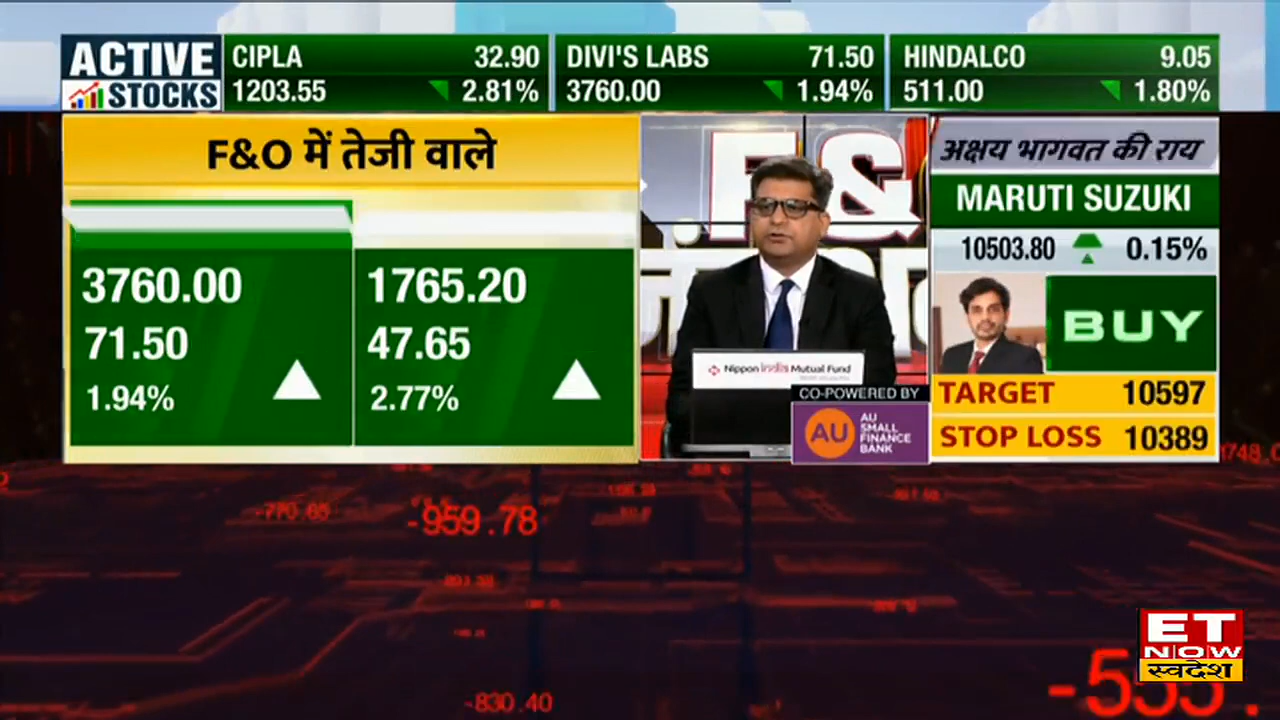 ACTIVE
STOCKS
CIPLA 32.90
1203.55 2.81%
DIVI'S LABS 71.50
3760.00 1.94%
HINDALCO 9.05
511.00 1.80%
F&O में तेजी वाले
3760.00
71.50
1.94%
1765.20
47.65
2.77%
F&
Nippon India Mutual Fund
CO-POWERED BY
AU
AU
SMALL
FINANCE
BANK
अक्षय भागवत की राय
MARUTI SUZUKI
10503.80 0.15%
BUY
TARGET 10597
STOP LOSS 10389
-770.65
-959.78
-830.40
ET
NOW
स्वदेश